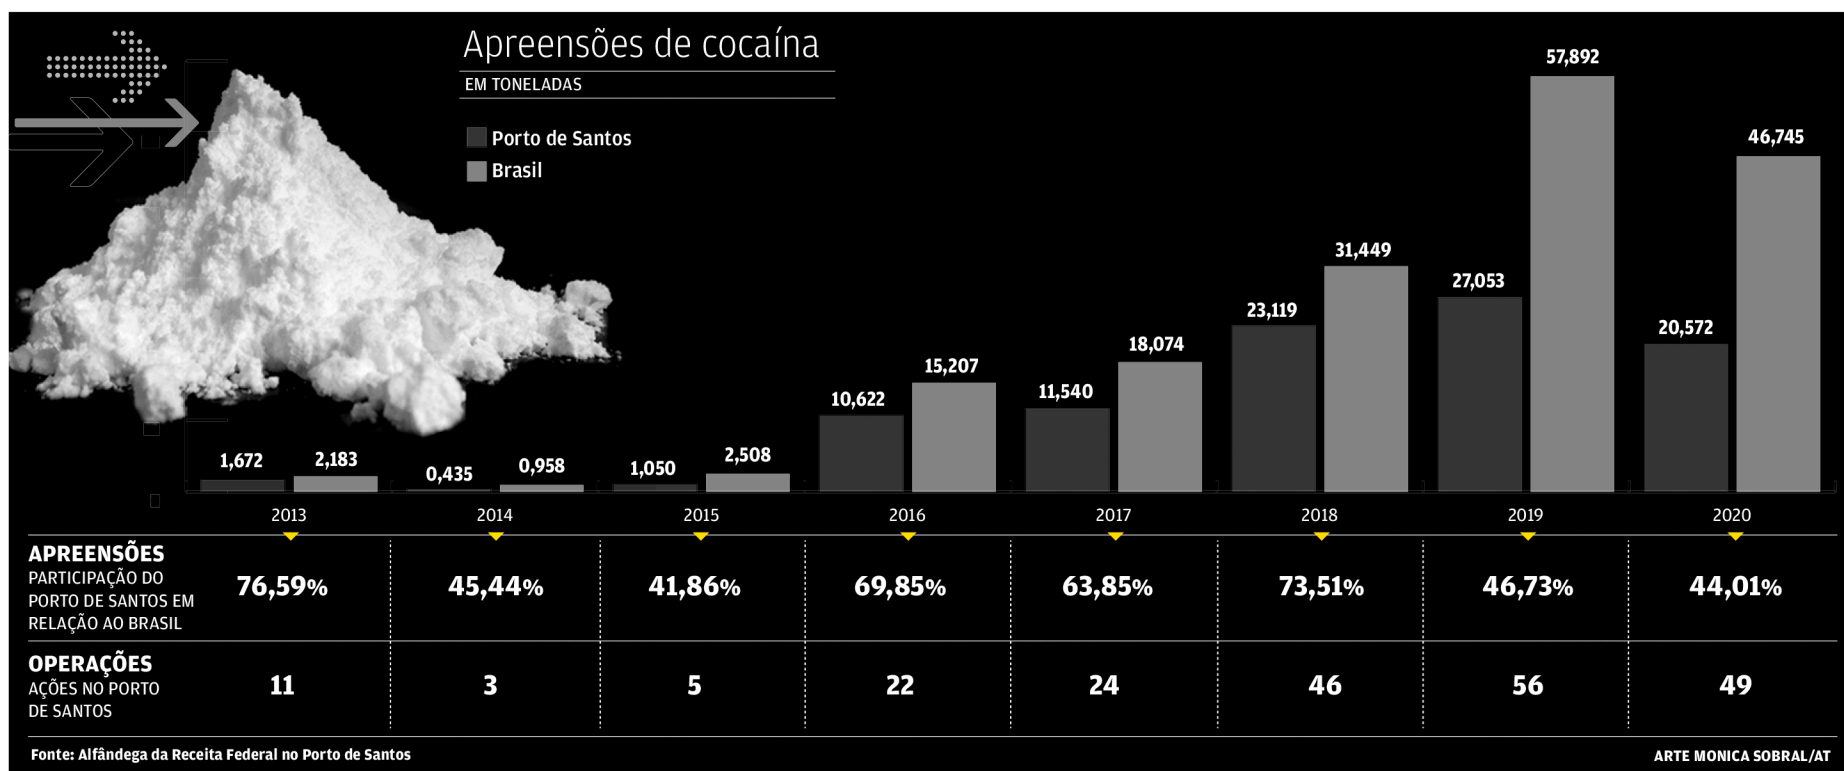 Apreensões de cocaína
EM TONELADAS
Porto de Santos
Brasil
1,672 2,183 0,435 0,958 1,050 2,508 10,622 15,207 11,540 18,074 23,119 31,449 27,053 57,892 20,572 46,745
2013 2014 2015 2016 2017 2018 2019 2020
APREENSÕES
PARTICIPAÇÃO DO
PORTO DE SANTOS EM
RELAÇÃO AO BRASIL
76,59% 45,44% 41,86% 69,85% 63,85% 73,51% 46,73% 44,01%
OPERAÇÕES
AÇÕES NO PORTO
DE SANTOS
11 3 5 22 24 46 56 49
Fonte: Alfândega da Receita Federal no Porto de Santos
ARTE MONICA SOBRAL/AT